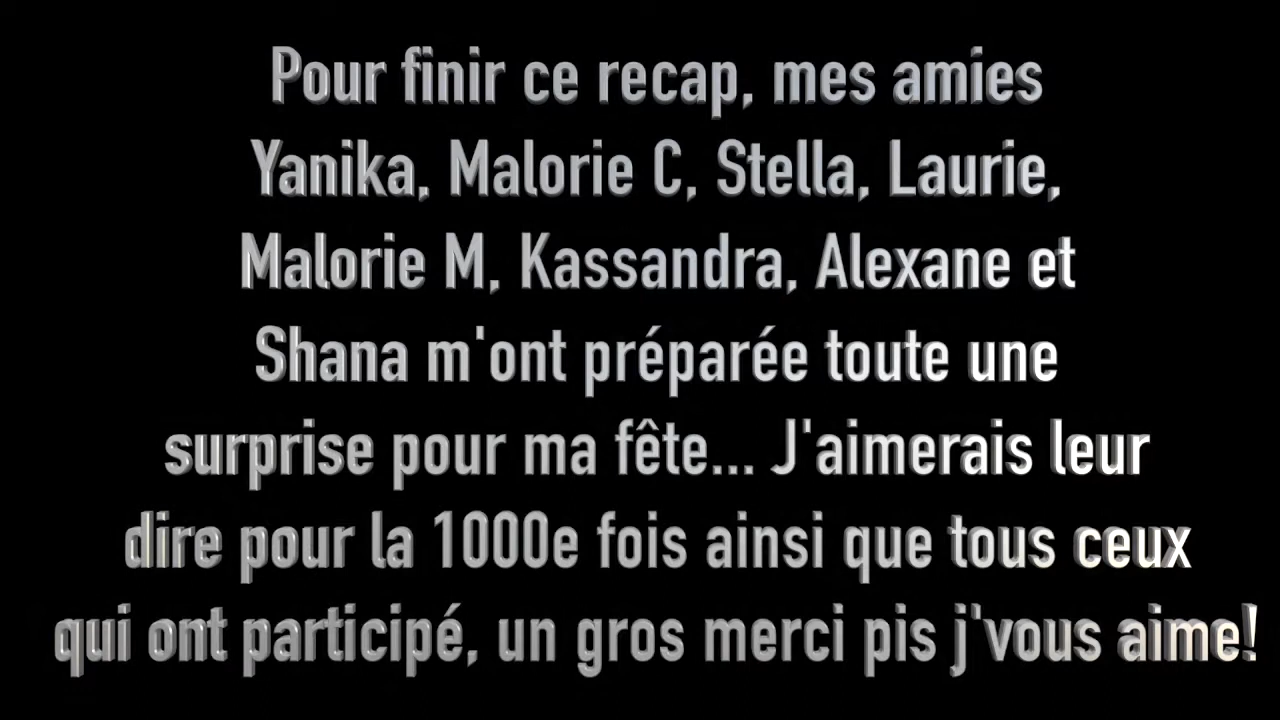 Pour finir ce recap, mes amies
Yanika, Malorie C, Stella, Laurie,
Malorie M, Kassandra, Alexane et
Shana m'ont préparée toute une
surprise pour ma fête... J'aimerais leur
dire pour la 1000e fois ainsi que tous ceux
qui ont participé, un gros merci pis j'vous aime!